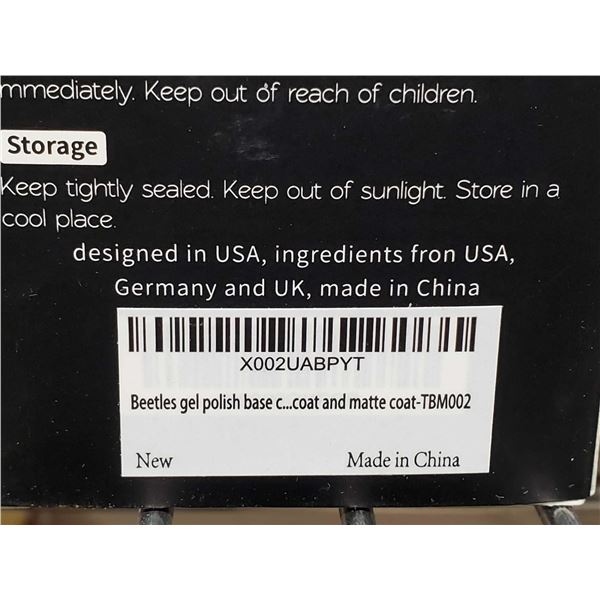 mmediately. Keep out of reach of children.
Storage
Keep tightly sealed. Keep out of sunlight. Store in a
cool place.
designed in USA, ingredients fron USA,
Germany and UK, made in China
X002UABPYT
Beetles gel polish base c...coat and matte coat-TBM002
New Made in China